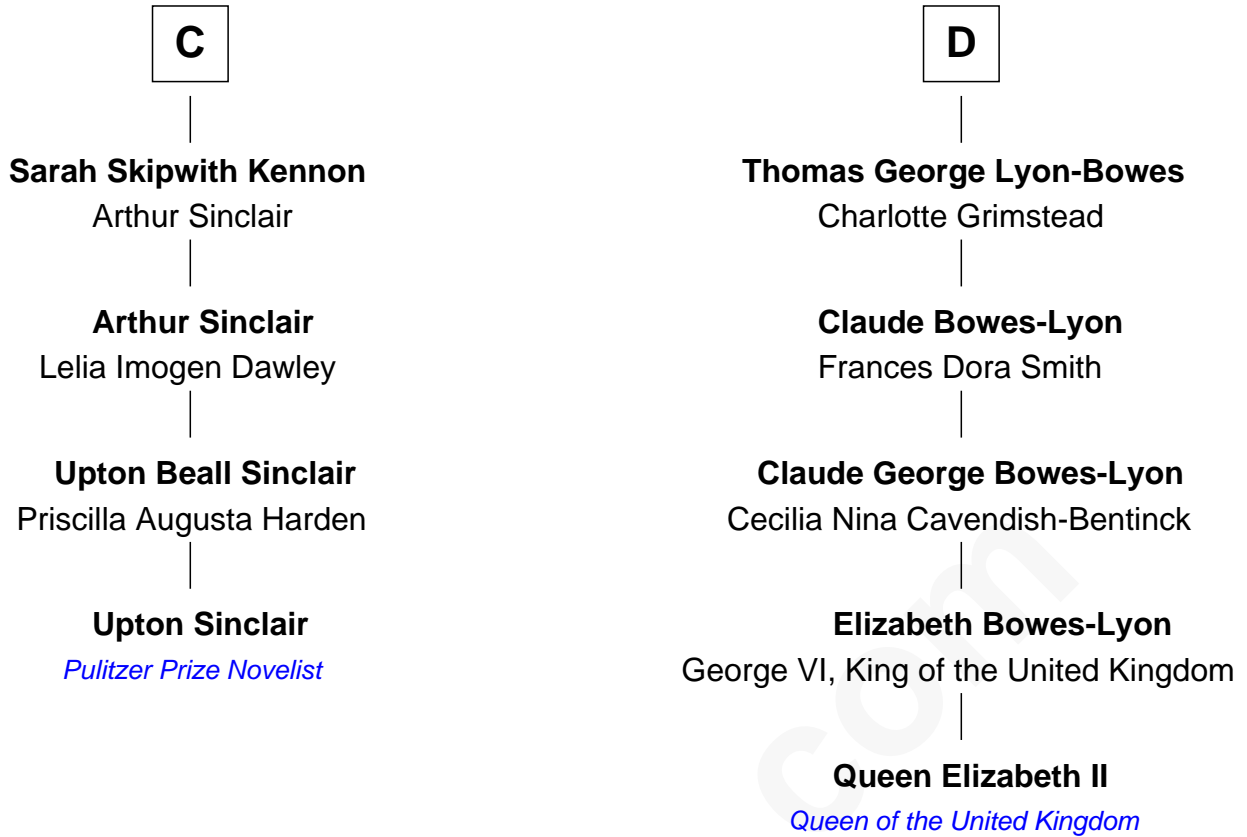 C
Sarah Skipwith Kennon
Arthur Sinclair
Arthur Sinclair
Lelia Imogen Dawley
Upton Beall Sinclair
Priscilla Augusta Harden
Upton Sinclair
Pulitzer Prize Novelist
D
Thomas George Lyon-Bowes
Charlotte Grimstead
Claude Bowes-Lyon
Frances Dora Smith
Claude George Bowes-Lyon
Cecilia Nina Cavendish-Bentinck
Elizabeth Bowes-Lyon
George VI, King of the United Kingdom
Queen Elizabeth II
Queen of the United Kingdom
com